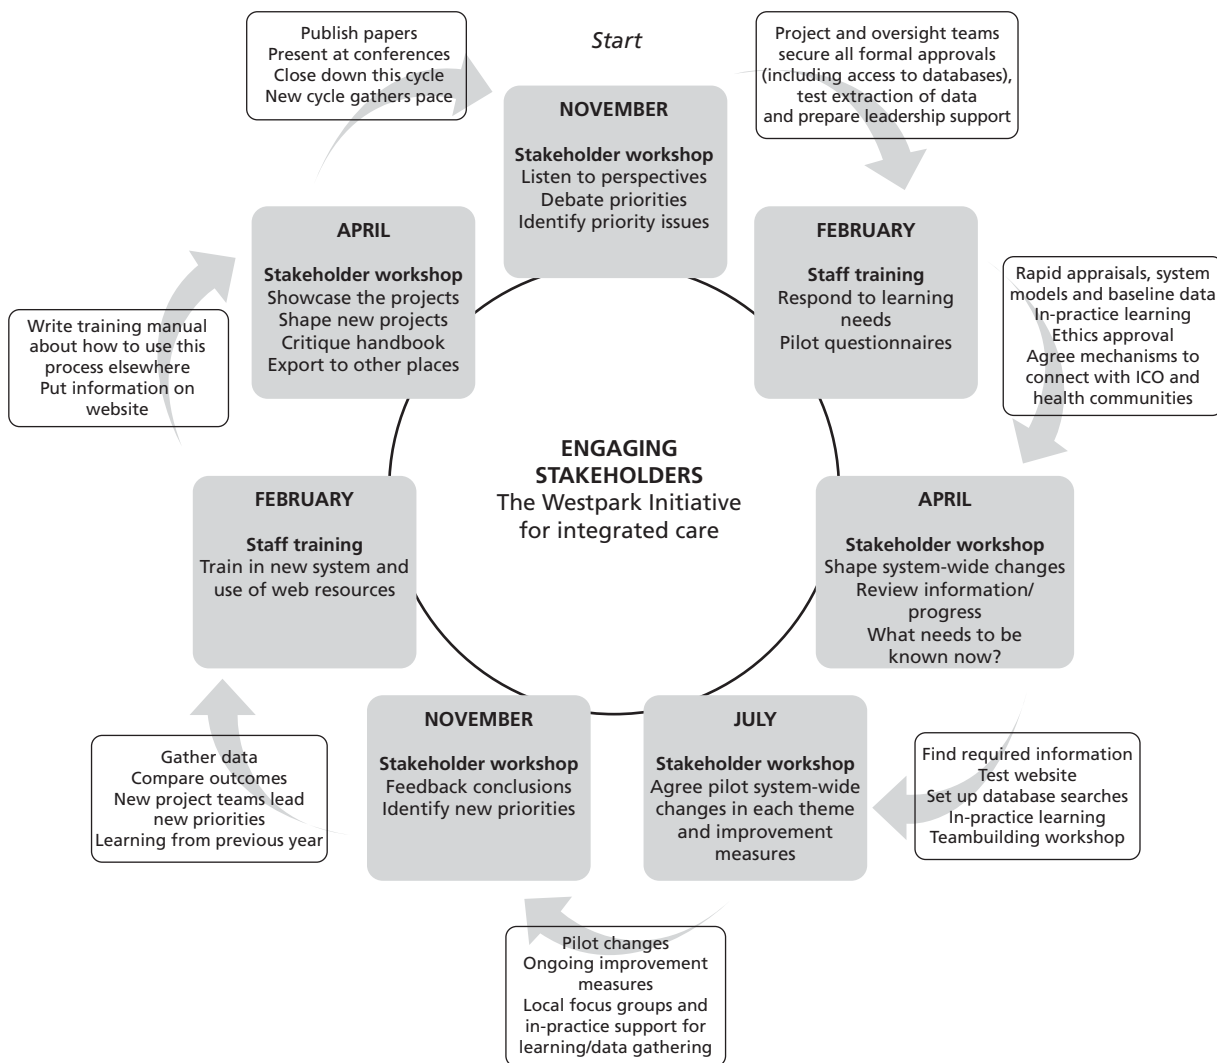 Start
NOVEMBER
Stakeholder workshop
Listen to perspectives
Debate priorities
Identify priority issues
Project and oversight teams
secure all formal approvals
(including access to databases),
test extraction of data
and prepare leadership support
FEBRUARY
Staff training
Respond to learning
needs
Pilot questionnaires
Rapid appraisals, system
models and baseline data
In-practice learning
Ethics approval
Agree mechanisms to
connect with ICO and
health communities
APRIL
Stakeholder workshop
Shape system-wide changes
Review information/
progress
What needs to be
known now?
Find required information
Test website
Set up database searches
In-practice learning
Teambuilding workshop
JULY
Stakeholder workshop
Agree pilot system-wide
changes in each theme
and improvement
measures
Pilot changes
Ongoing improvement
measures
Local focus groups and
in-practice support for
learning/data gathering
NOVEMBER
Stakeholder workshop
Feedback conclusions
Identify new priorities
Gather data
Compare outcomes
New project teams lead
new priorities
Learning from previous year
FEBRUARY
Staff training
Train in new system and
use of web resources
Write training manual
about how to use this
process elsewhere
Put information on
website
APRIL
Stakeholder workshop
Showcase the projects
Shape new projects
Critique handbook
Export to other places
Publish papers
Present at conferences
Close down this cycle
New cycle gathers pace
ENGAGING
STAKEHOLDERS
The Westpark Initiative
for integrated care